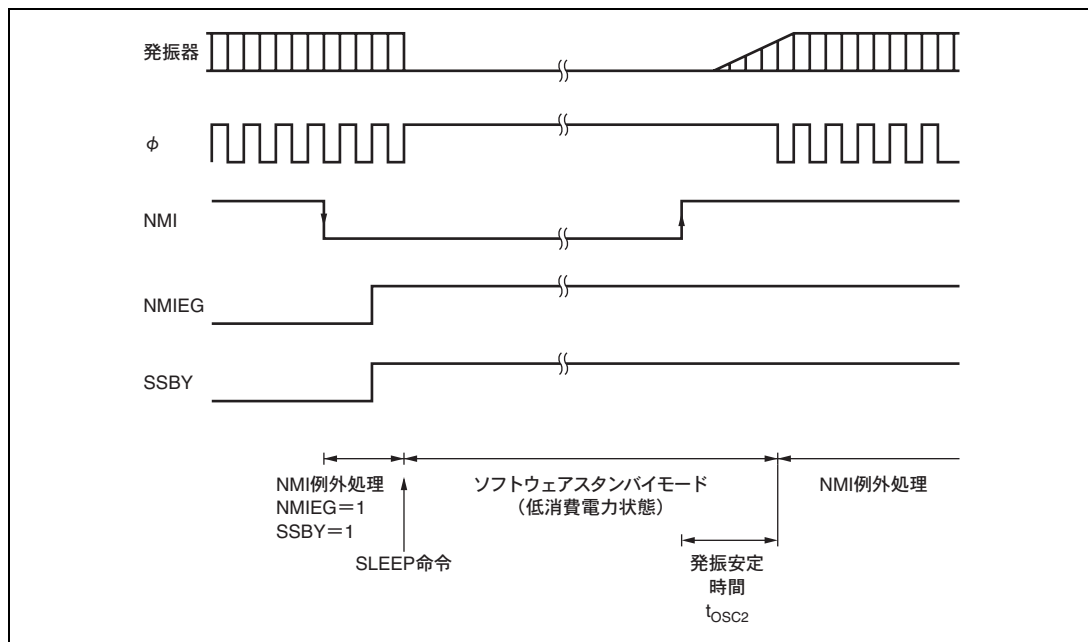 発振器
φ
NMI
NMIEG
SSBY
NMI例外処理
NMIEG=1
SSBY=1
SLEEP命令
ソフトウェアスタンバイモード
（低消費電力状態）
発振安定
時間
tOSC2
NMI例外処理